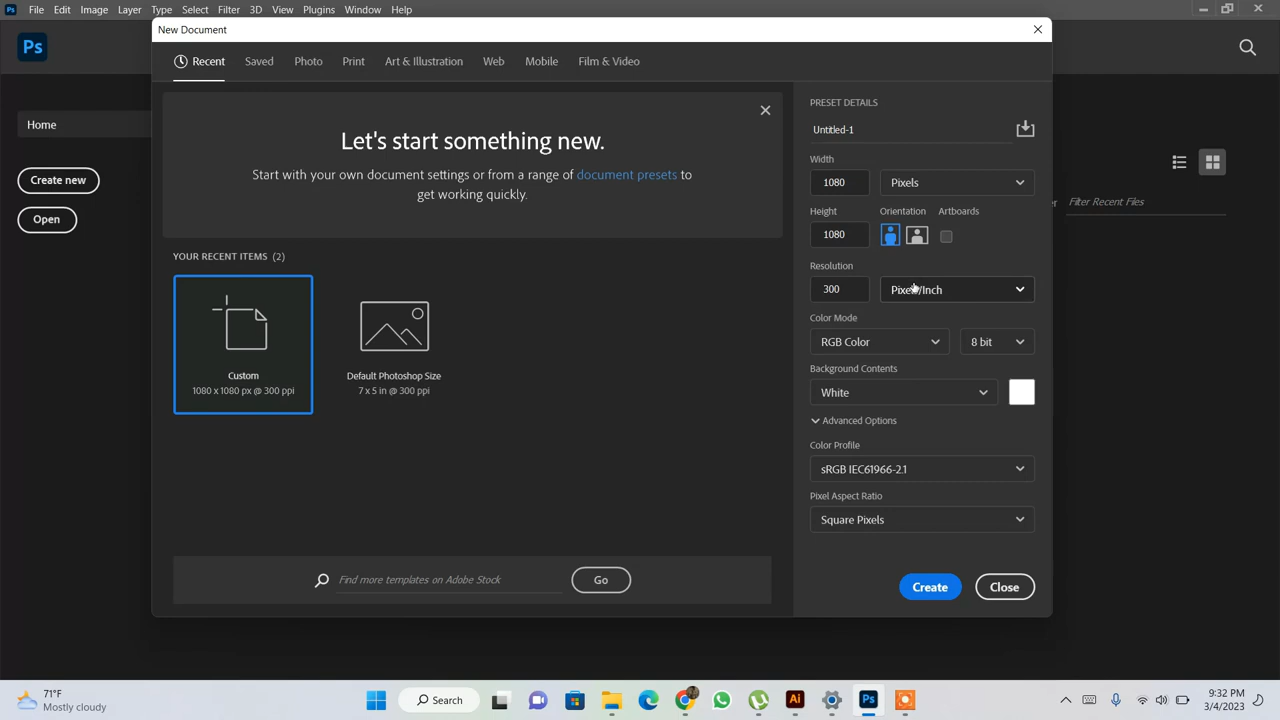 Ps File Edit Image Layer Type Select Filter 3D View Plugins Window Help
New Document
Ps
Recent Saved Photo Print Art & Illustration Web Mobile Film & Video
Home
Create new
Open
Let's start something new.
Start with your own document settings or from a range of document presets to
get working quickly.
YOUR RECENT ITEMS (2)
Custom
1080 x 1080 px @ 300 ppi
Default Photoshop Size
7 x 5 in @ 300 ppi
Find more templates on Adobe Stock
Go
PRESET DETAILS
Untitled-1
Width
1080 Pixels
Height Orientation Artboards
1080
Resolution
300 Pixels/Inch
Color Mode
RGB Color 8 bit
Background Contents
White
Advanced Options
Color Profile
sRGB IEC61966-2.1
Pixel Aspect Ratio
Square Pixels
Create Close
Filter Recent Files
71°F
Mostly cloudy
Search
Ai
Ps
9:32 PM
3/4/2023